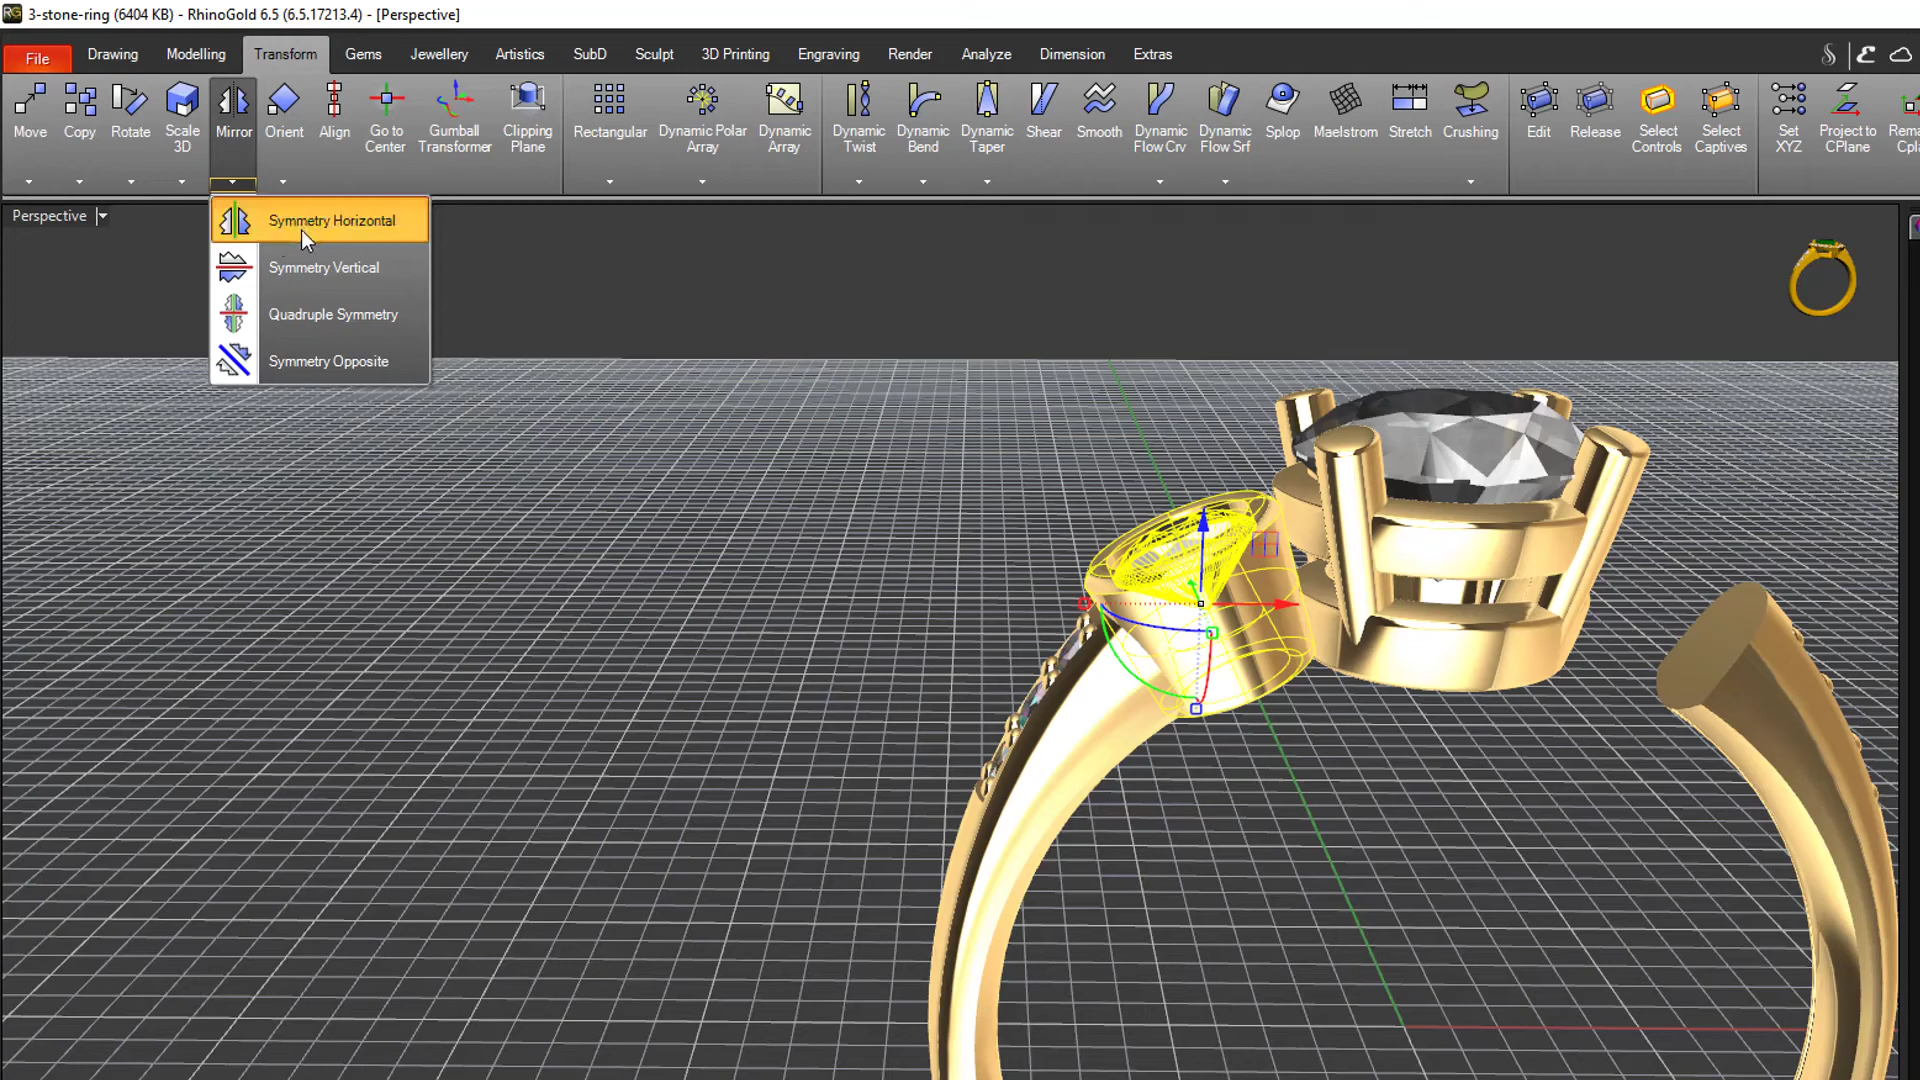 RG 3-stone-ring (6404 KB) - RhinoGold 6.5 (6.5.17213.4) - [Perspective]
File Drawing Modelling Transform Gems Jewellery Artistics SubD Sculpt 3D Printing Engraving Render Analyze Dimension Extras
Move Copy Rotate Scale 3D Mirror Orient Align Go to Center Gumball Transformer Clipping Plane Rectangular Dynamic Polar Array Dynamic Array Dynamic Twist Dynamic Bend Dynamic Taper Shear Smooth Dynamic Flow Crv Dynamic Flow Srf Splop Maelstrom Stretch Crushing Edit Release Select Controls Select Captives Set XYZ Project to CPlane Rema Cpl
Perspective
Symmetry Horizontal
Symmetry Vertical
Quadruple Symmetry
Symmetry Opposite